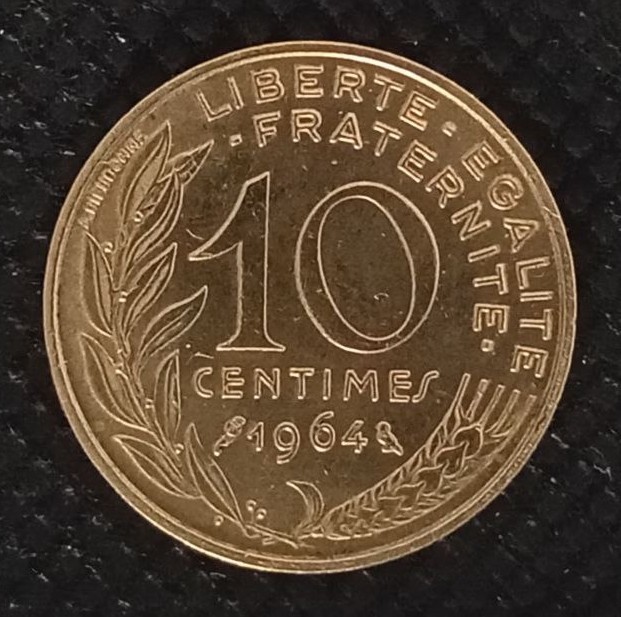 LIBERTE · EGALITE
· FRATERNITE ·
10
CENTIMES
1964